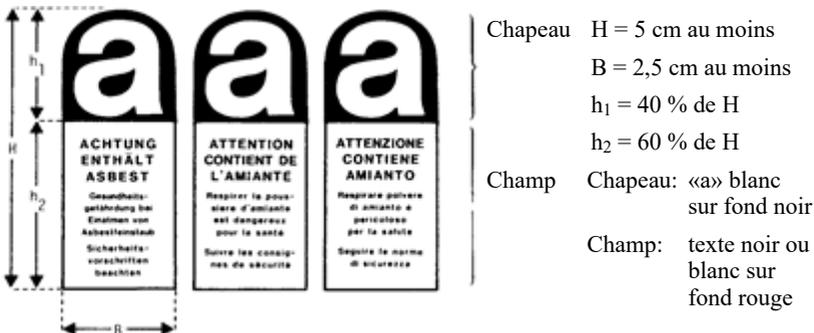 h1
H
h2
B
a
ACHTUNG
ENTHÄLT
ASBEST
Gesundheits-
gefährdung bei
Einatmen von
Asbestfeinstaub
Sicherheits-
vorschriften
beachten
a
ATTENTION
CONTIENT DE
L'AMIANTE
Respirer la pous-
sière d'amiante
est dangereux
pour la santé
Suivre les consig-
nes de sécurité
a
ATTENZIONE
CONTIENE
AMIANTO
Respirare polvere
di amianto è
pericoloso
per la salute
Seguire le norme
di sicurezza
Chapeau H = 5 cm au moins
B = 2,5 cm au moins
h1 = 40 % de H
h2 = 60 % de H
Champ Chapeau: «a» blanc
sur fond noir
Champ: texte noir ou
blanc sur
fond rouge